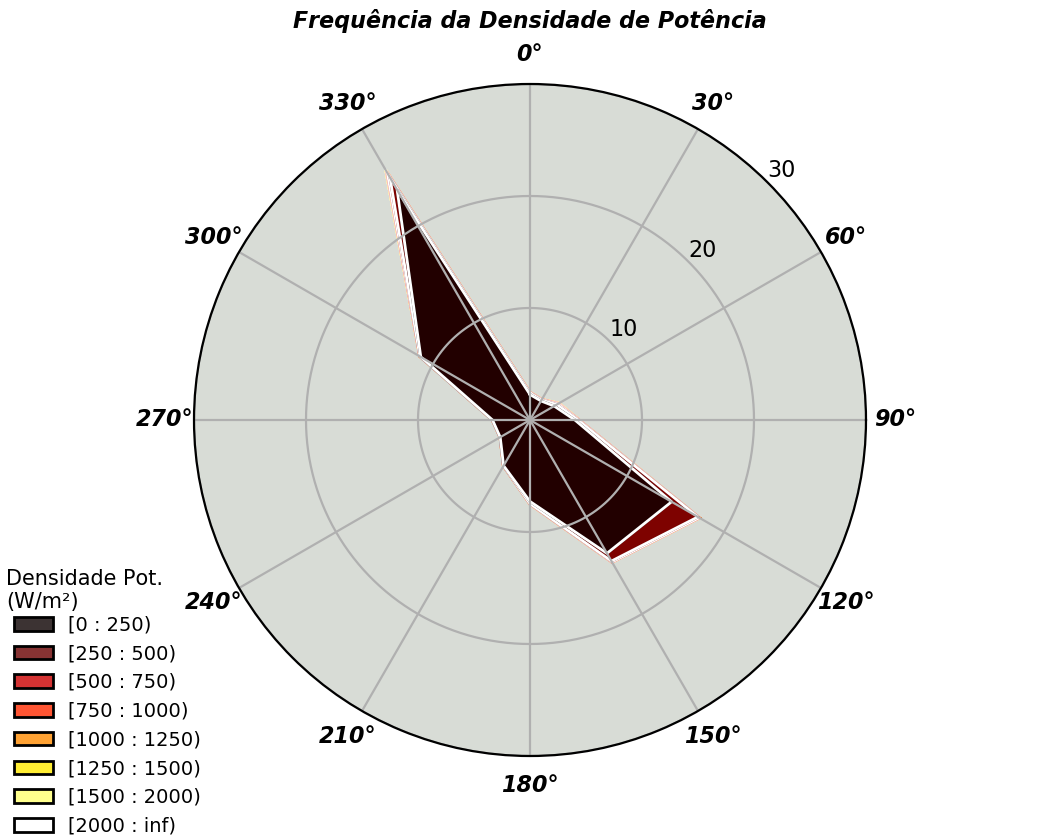 Frequência da Densidade de Potência
0°
30°
60°
90°
120°
150°
180°
210°
240°
270°
300°
330°
10
20
30
Densidade Pot.
(W/m²)
[0 : 250)
[250 : 500)
[500 : 750)
[750 : 1000)
[1000 : 1250)
[1250 : 1500)
[1500 : 2000)
[2000 : inf)